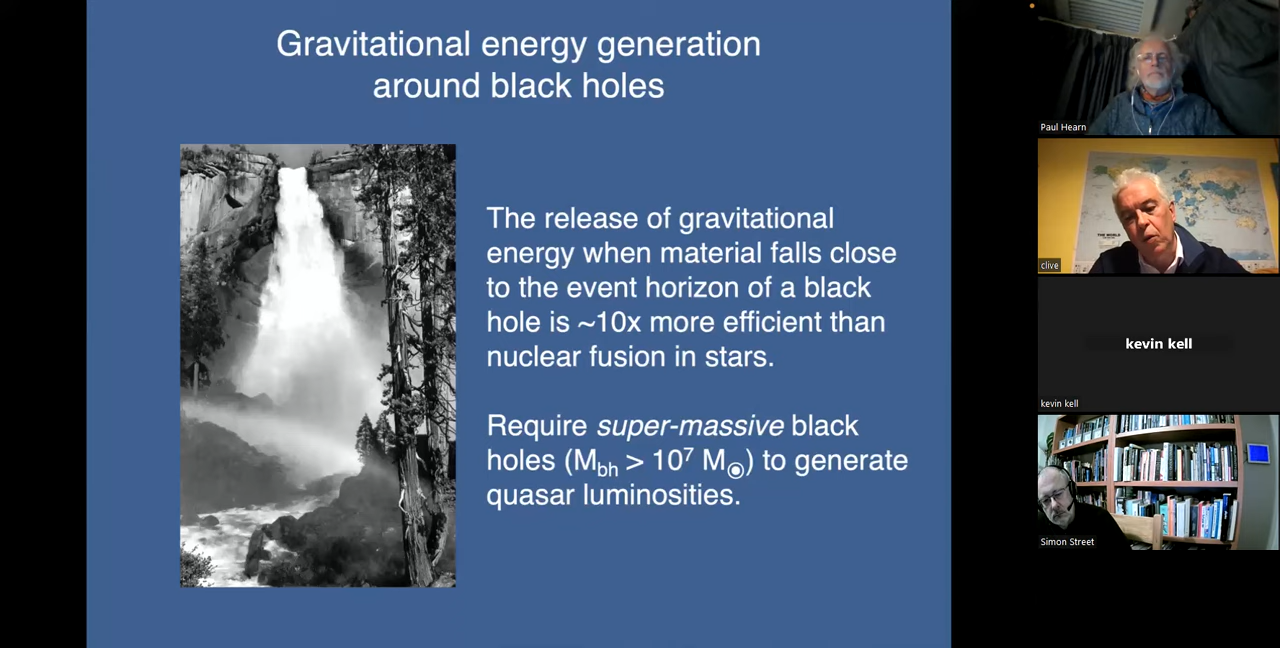 Gravitational energy generation
around black holes
The release of gravitational
energy when material falls close
to the event horizon of a black
hole is ~10x more efficient than
nuclear fusion in stars.
Require super-massive black
holes (Mbh > 10⁷ M☉) to generate
quasar luminosities.
Paul Hearn
THE WORLD
clive
kevin kell
kevin kell
Simon Street